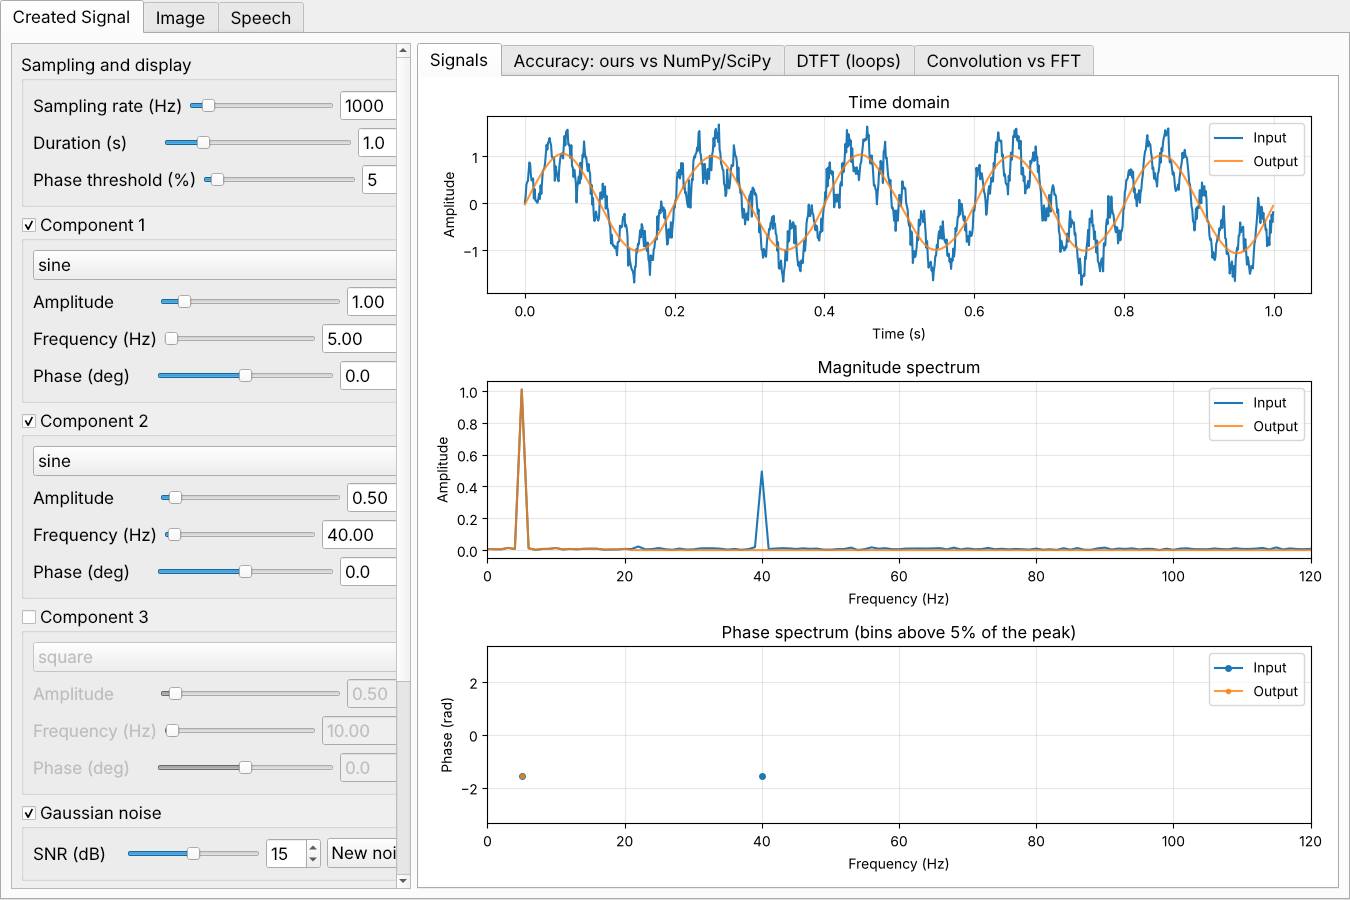 Created Signal
Image
Speech
Sampling and display
Sampling rate (Hz) 1000
Duration (s) 1.0
Phase threshold (%) 5
Component 1
sine
Amplitude 1.00
Frequency (Hz) 5.00
Phase (deg) 0.0
Component 2
sine
Amplitude 0.50
Frequency (Hz) 40.00
Phase (deg) 0.0
Component 3
square
Amplitude 0.50
Frequency (Hz) 10.00
Phase (deg) 0.0
Gaussian noise
SNR (dB) 15 New noi
Signals
Accuracy: ours vs NumPy/SciPy
DTFT (loops)
Convolution vs FFT
Time domain
Input
Output
Amplitude
1
0
−1
0.0 0.2 0.4 0.6 0.8 1.0
Time (s)
Magnitude spectrum
Input
Output
Amplitude
1.0
0.8
0.6
0.4
0.2
0.0
0 20 40 60 80 100 120
Frequency (Hz)
Phase spectrum (bins above 5% of the peak)
Input
Output
Phase (rad)
2
0
−2
0 20 40 60 80 100 120
Frequency (Hz)